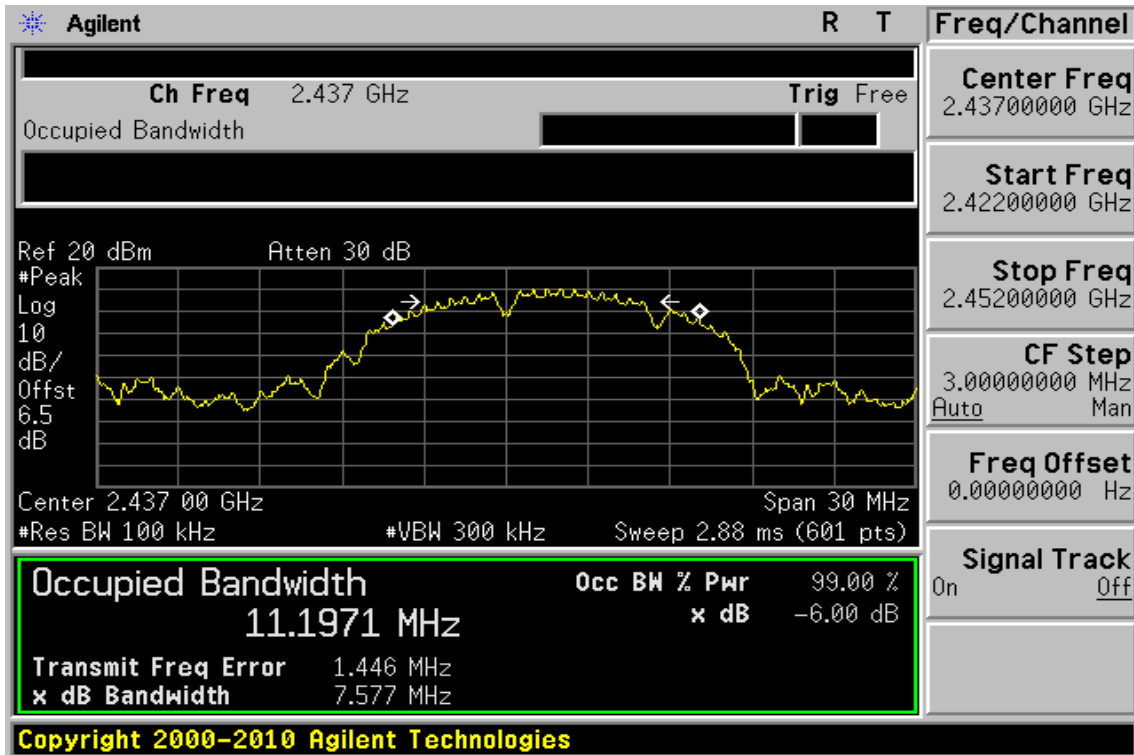 Agilent R T
Ch Freq 2.437 GHz Trig Free
Occupied Bandwidth
Ref 20 dBm Atten 30 dB
#Peak
Log
10
dB/
Offst
6.5
dB
Center 2.437 00 GHz Span 30 MHz
#Res BW 100 kHz #VBW 300 kHz Sweep 2.88 ms (601 pts)
Occupied Bandwidth Occ BW % Pwr 99.00 %
11.1971 MHz x dB -6.00 dB
Transmit Freq Error 1.446 MHz
x dB Bandwidth 7.577 MHz
Copyright 2000-2010 Agilent Technologies
Freq/Channel
Center Freq
2.43700000 GHz
Start Freq
2.42200000 GHz
Stop Freq
2.45200000 GHz
CF Step
3.00000000 MHz
Auto Man
Freq Offset
0.00000000 Hz
Signal Track
On Off